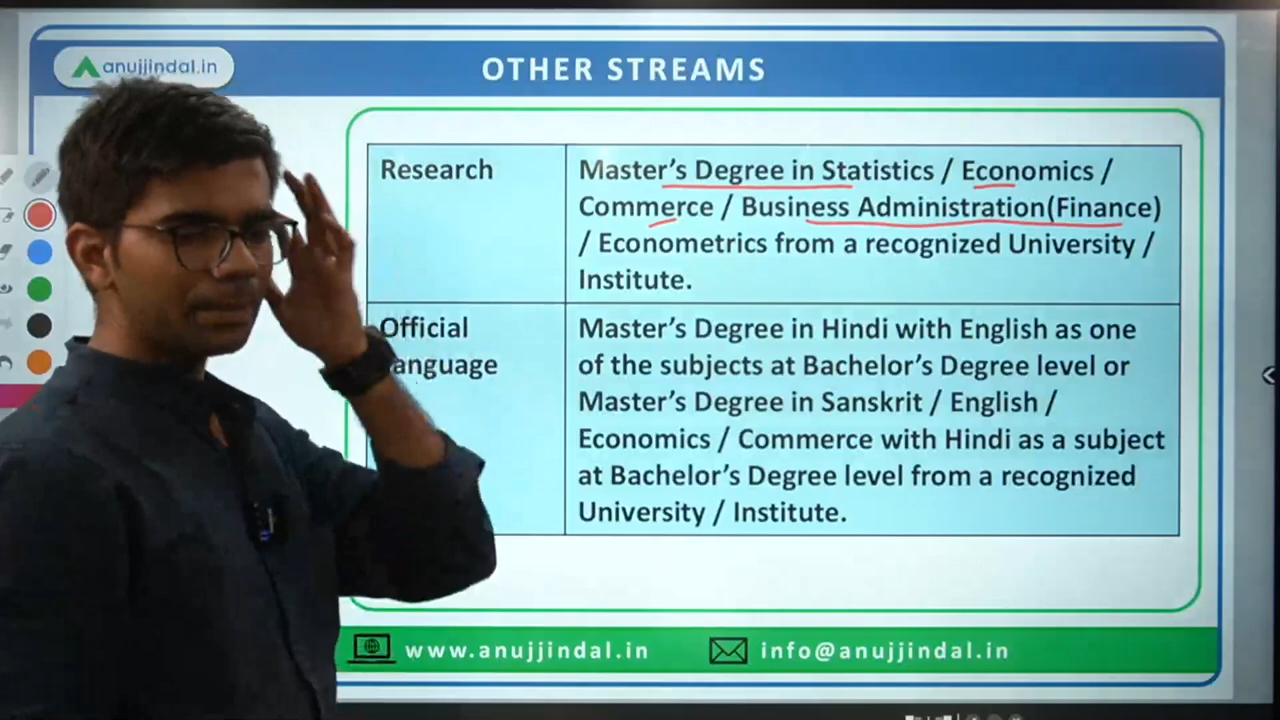 anujjindal.in
OTHER STREAMS
Research
Master's Degree in Statistics / Economics /
Commerce / Business Administration(Finance)
/ Econometrics from a recognized University /
Institute.
Official
Language
Master's Degree in Hindi with English as one
of the subjects at Bachelor's Degree level or
Master's Degree in Sanskrit / English /
Economics / Commerce with Hindi as a subject
at Bachelor's Degree level from a recognized
University / Institute.
www.anujjindal.in
info@anujjindal.in